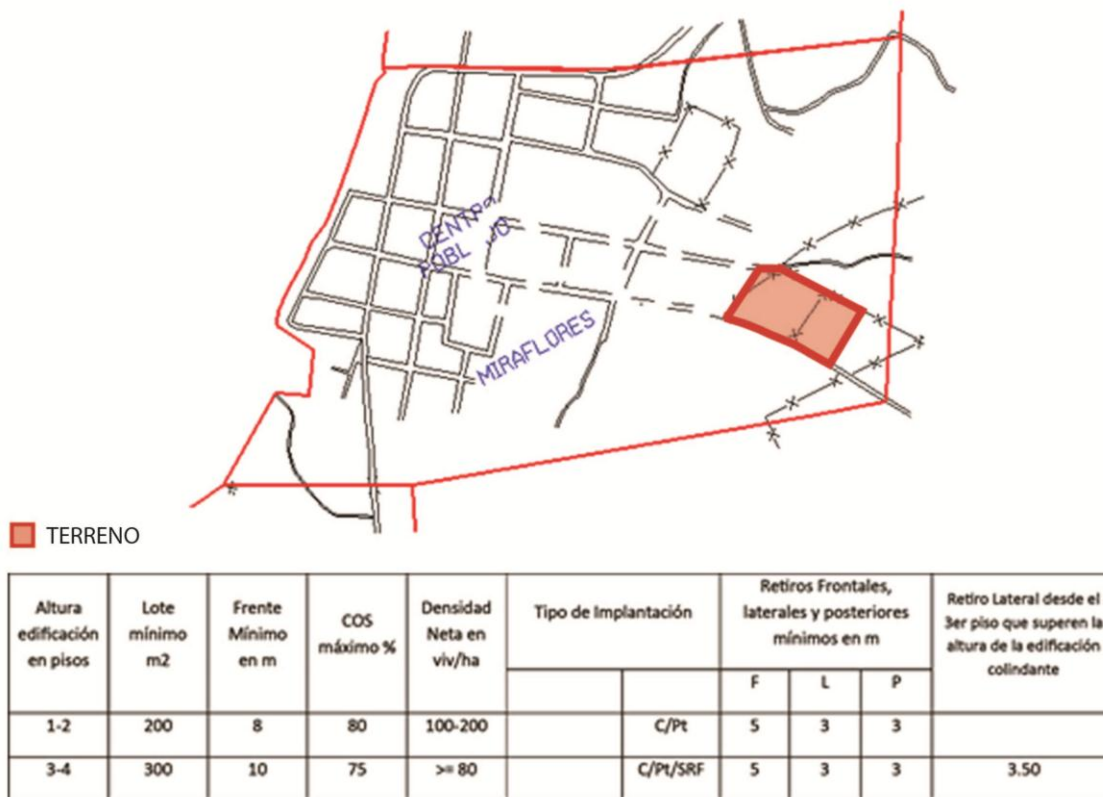 CENTRO
POBL DO
MIRAFLORES
TERRENO
Altura edificación en pisos
Lote mínimo m2
Frente Mínimo en m
COS máximo %
Densidad Neta en viv/ha
Tipo de Implantación
Retiros Frontales, laterales y posteriores mínimos en m
Retiro Lateral desde el 3er piso que superen la altura de la edificación colindante
F L P
1-2 200 8 80 100-200 C/Pt 5 3 3
3-4 300 10 75 >= 80 C/Pt/SRF 5 3 3 3.50